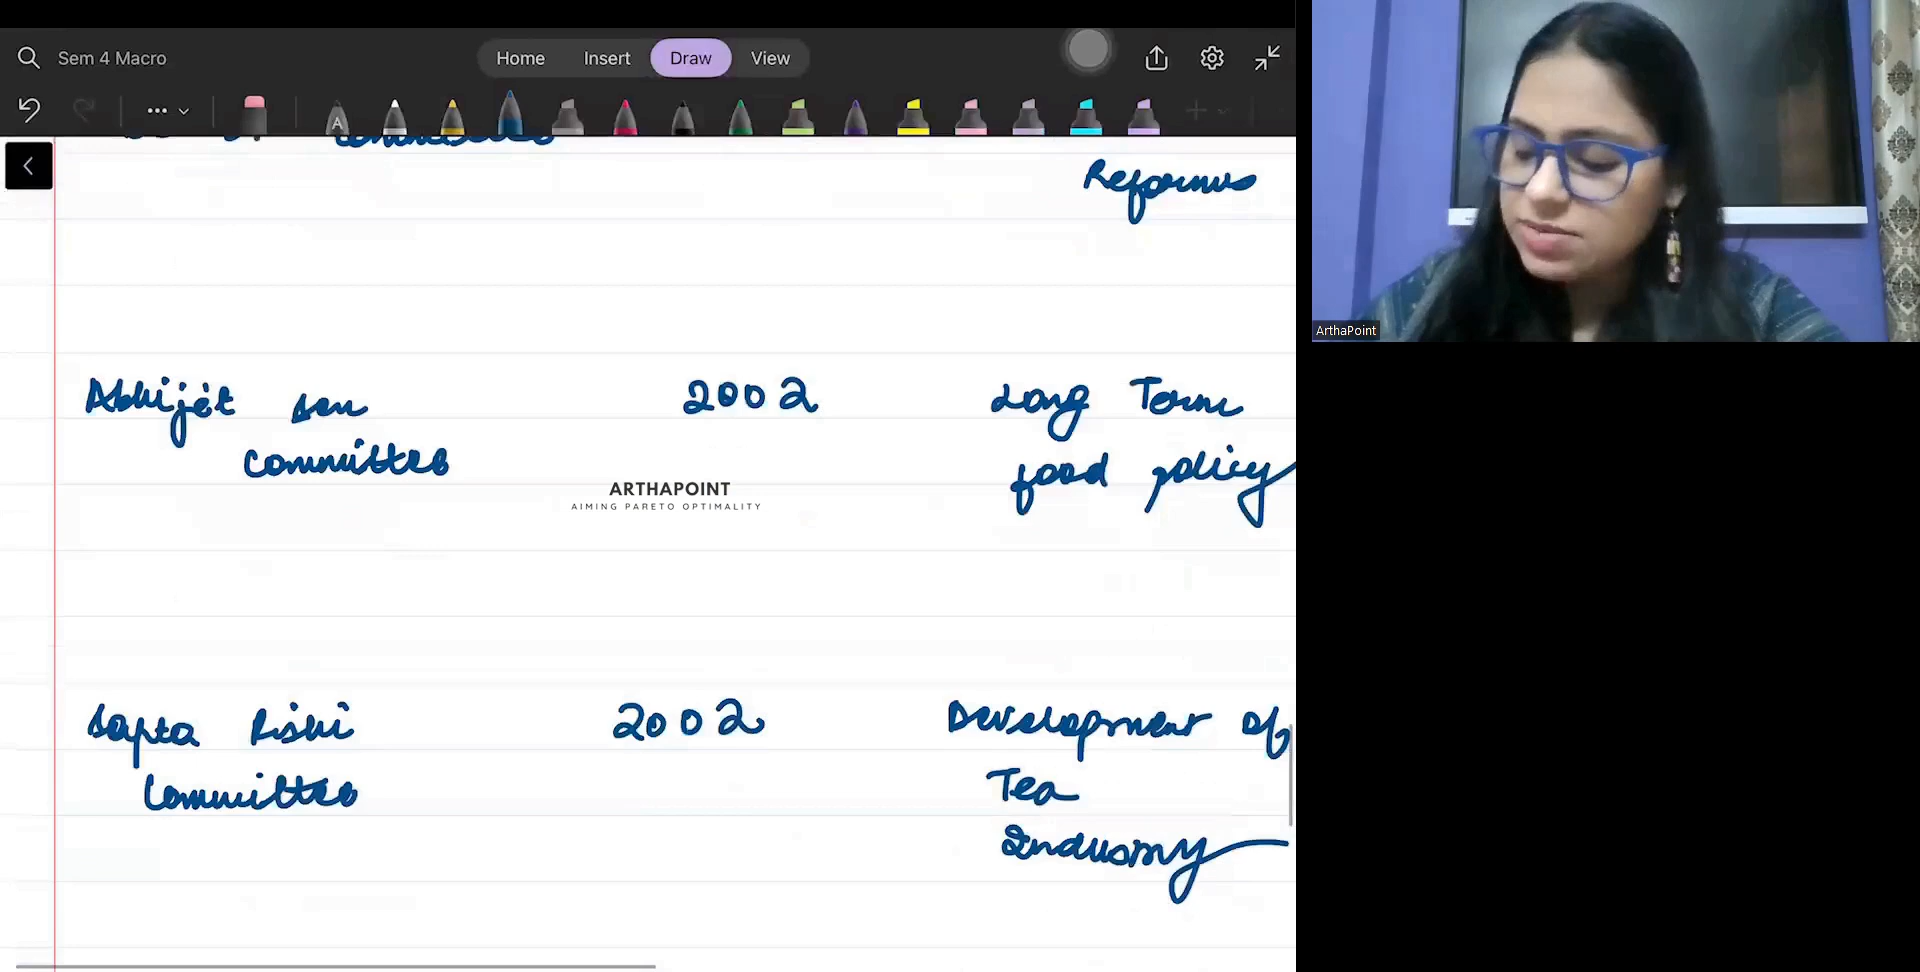 Sem 4 Macro
Home Insert Draw View
A
Reforms
Abhijit Sen 2002 Long Term
Committee food policy
ARTHAPOINT
AIMING PARETO OPTIMALITY
Sapta Rishi 2002 Development of
Committee Tea
Industry
ArthaPoint